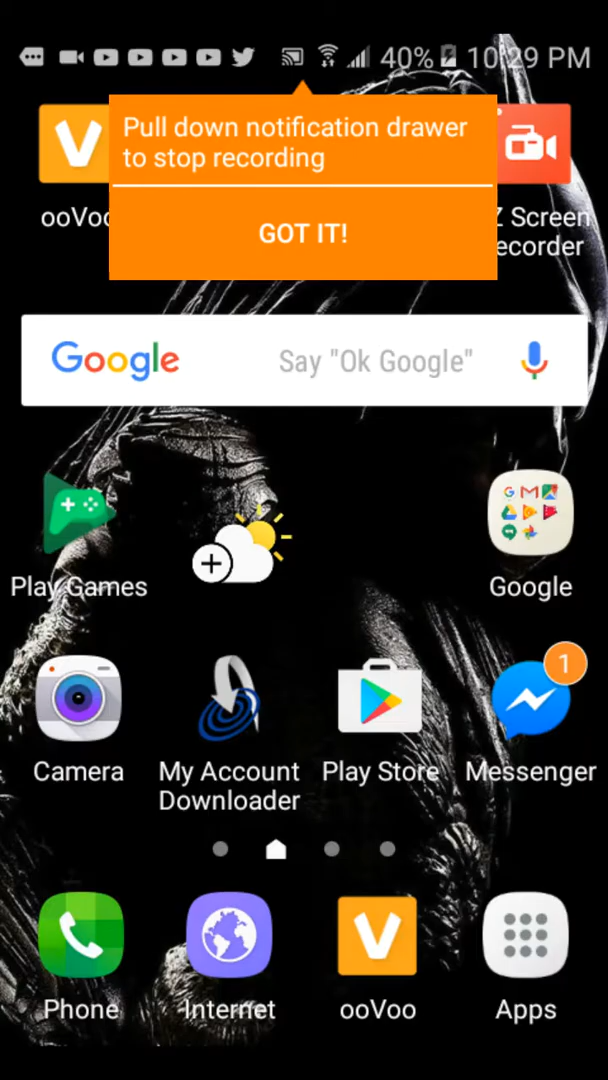 40% 10:29 PM
Pull down notification drawer
to stop recording
GOT IT!
ooVoo
Z Screen
ecorder
Google
Say "Ok Google"
Play Games
Google
1
Camera
My Account
Downloader
Play Store
Messenger
Phone
Internet
ooVoo
Apps